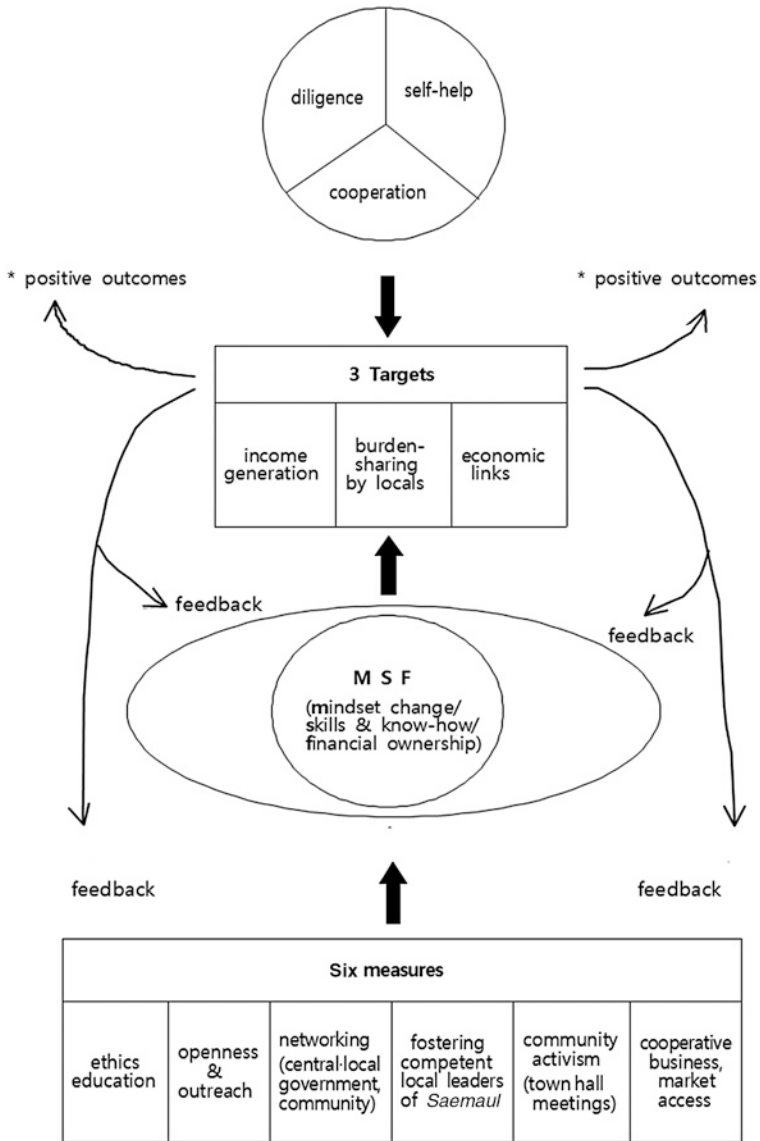 diligence
self-help
cooperation
* positive outcomes
* positive outcomes
3 Targets
income
generation
burden-
sharing
by locals
economic
links
feedback
feedback
M S F
(mindset change/
skills & know-how/
financial ownership)
feedback
feedback
Six measures
ethics
education
openness
&
outreach
networking
(central·local
government,
community)
fostering
competent
local leaders
of Saemaul
community
activism
(town hall
meetings)
cooperative
business,
market
access